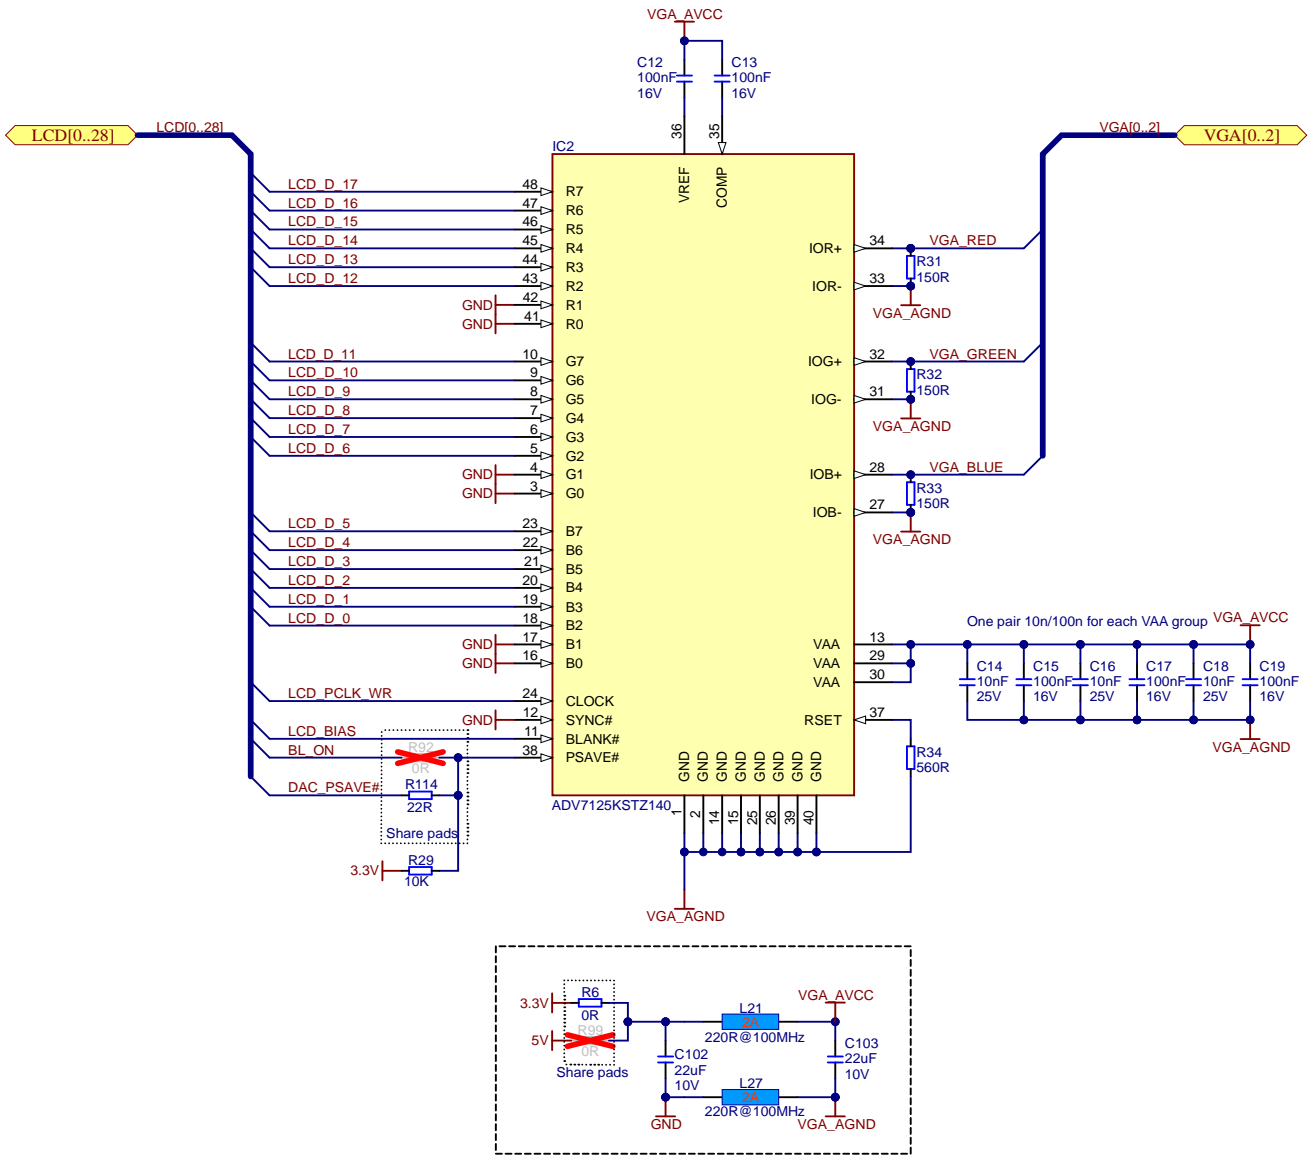 VGA_AVCC
C12
100nF
16V
C13
100nF
16V
36
35
LCD[0..28]
LCD[0..28]
VGA[0..2]
VGA[0..2]
IC2
VREF
COMP
LCD_D_17 48 R7
LCD_D_16 47 R6
LCD_D_15 46 R5
LCD_D_14 45 R4
LCD_D_13 44 R3
LCD_D_12 43 R2
GND 42 R1
GND 41 R0
LCD_D_11 10 G7
LCD_D_10 9 G6
LCD_D_9 8 G5
LCD_D_8 7 G4
LCD_D_7 6 G3
LCD_D_6 5 G2
GND 4 G1
GND 3 G0
LCD_D_5 23 B7
LCD_D_4 22 B6
LCD_D_3 21 B5
LCD_D_2 20 B4
LCD_D_1 19 B3
LCD_D_0 18 B2
GND 17 B1
GND 16 B0
LCD_PCLK_WR 24 CLOCK
GND 12 SYNC#
LCD_BIAS 11 BLANK#
BL_ON 38 PSAVE#
R92
0R
DAC_PSAVE#
R114
22R
Share pads
3.3V
R29
10K
IOR+ 34 VGA_RED
R31
150R
IOR- 33
VGA_AGND
IOG+ 32 VGA_GREEN
R32
150R
IOG- 31
VGA_AGND
IOB+ 28 VGA_BLUE
R33
150R
IOB- 27
VGA_AGND
One pair 10n/100n for each VAA group
VGA_AVCC
VAA 13
VAA 29
VAA 30
C14
10nF
25V
C15
100nF
16V
C16
10nF
25V
C17
100nF
16V
C18
10nF
25V
C19
100nF
16V
VGA_AGND
RSET 37
R34
560R
GND GND GND GND GND GND GND GND
ADV7125KSTZ140
1 2 14 15 25 26 39 40
VGA_AGND
3.3V
R6
0R
5V
R99
0R
Share pads
C102
22uF
10V
GND
L21
2A
220R@100MHz
L27
2A
220R@100MHz
VGA_AVCC
C103
22uF
10V
VGA_AGND